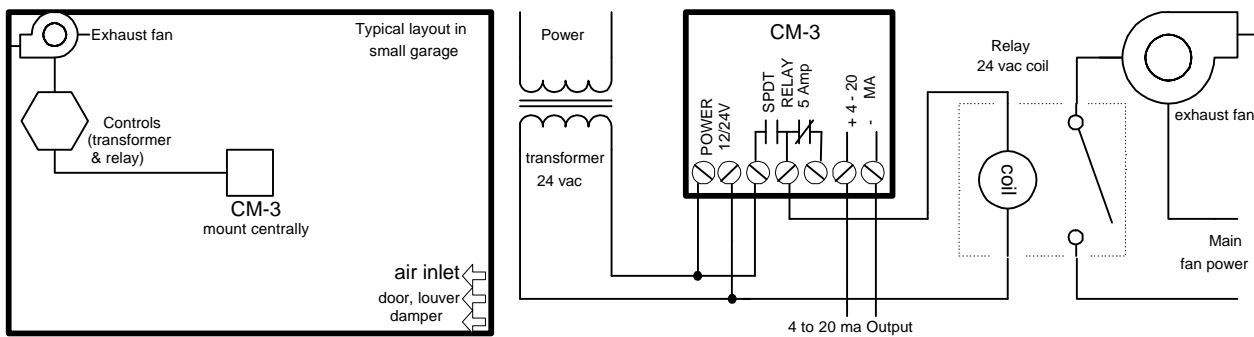 Exhaust fan
Typical layout in
small garage
Controls
(transformer
& relay)
CM-3
mount centrally
air inlet
door, louver
damper
Power
transformer
24 vac
CM-3
POWER
12/24V
SPDT
RELAY
5 Amp
+ 4 - 20
- MA
4 to 20 ma Output
Relay
24 vac coil
coil
exhaust fan
Main
fan power